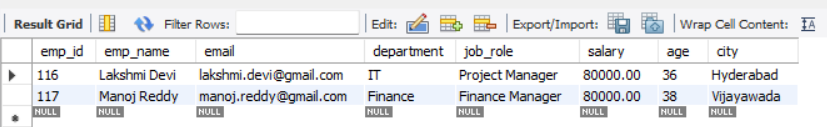 Result Grid Filter Rows: Edit: Export/Import: Wrap Cell Content: IA
emp_id emp_name email department job_role salary age city
116 Lakshmi Devi lakshmi.devi@gmail.com IT Project Manager 80000.00 36 Hyderabad
117 Manoj Reddy manoj.reddy@gmail.com Finance Finance Manager 80000.00 38 Vijayawada
NULL NULL NULL NULL NULL NULL NULL NULL